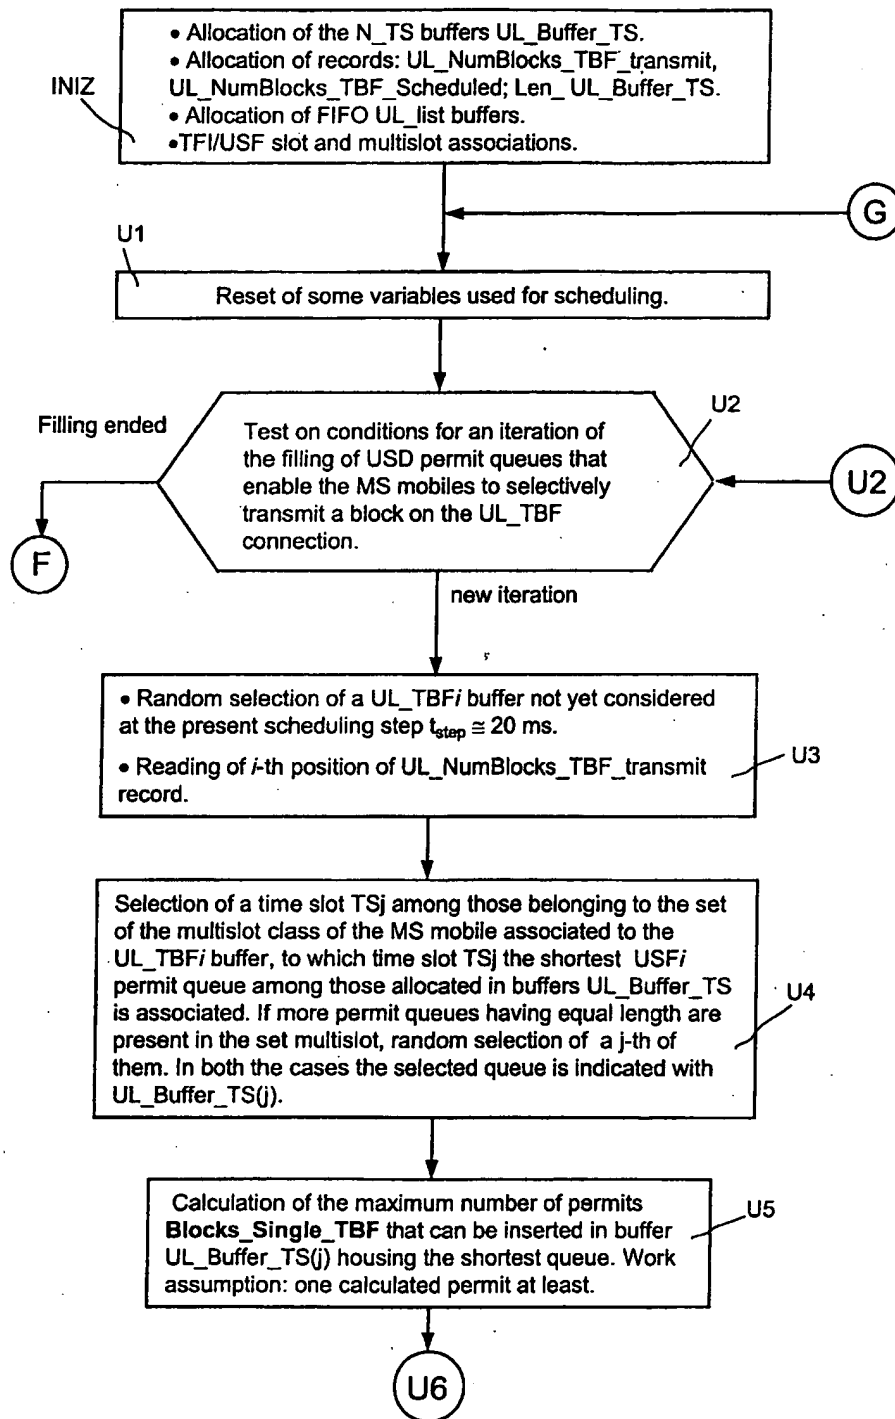 • Allocation of the N_TS buffers UL_Buffer_TS.
• Allocation of records: UL_NumBlocks_TBF_transmit,
UL_NumBlocks_TBF_Scheduled; Len_ UL_Buffer_TS.
• Allocation of FIFO UL_list buffers.
•TFI/USF slot and multislot associations.
INIZ
G
U1
Reset of some variables used for scheduling.
U2
Filling ended
Test on conditions for an iteration of
the filling of USD permit queues that
enable the MS mobiles to selectively
transmit a block on the UL_TBF
connection.
U2
F
new iteration
• Random selection of a UL_TBFi buffer not yet considered
at the present scheduling step tstep ≅ 20 ms.
• Reading of i-th position of UL_NumBlocks_TBF_transmit
record.
U3
Selection of a time slot TSj among those belonging to the set
of the multislot class of the MS mobile associated to the
UL_TBFi buffer, to which time slot TSj the shortest USFi
permit queue among those allocated in buffers UL_Buffer_TS
is associated. If more permit queues having equal length are
present in the set multislot, random selection of a j-th of
them. In both the cases the selected queue is indicated with
UL_Buffer_TS(j).
U4
Calculation of the maximum number of permits
Blocks_Single_TBF that can be inserted in buffer
UL_Buffer_TS(j) housing the shortest queue. Work
assumption: one calculated permit at least.
U5
U6